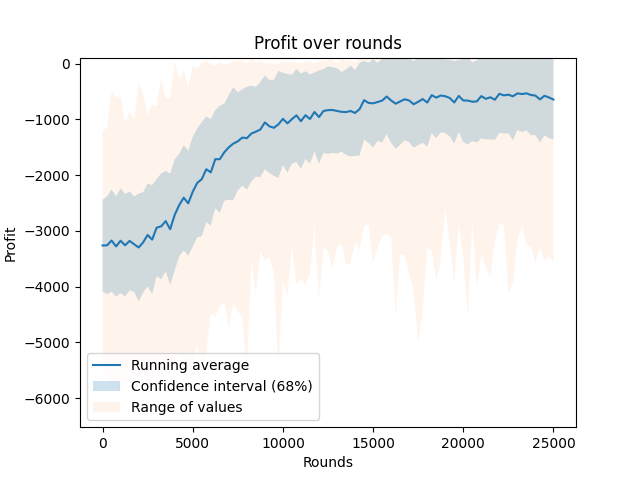 Profit over rounds
0
−1000
−2000
−3000
−4000
−5000
−6000
Profit
Running average
Confidence interval (68%)
Range of values
0
5000
10000
15000
20000
25000
Rounds